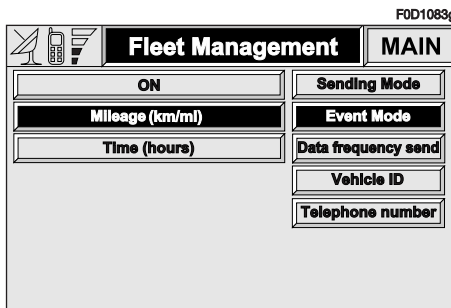 F0D1083g
Fleet Management MAIN
ON Sending Mode
Mileage (km/ml) Event Mode
Time (hours) Data frequency send
Vehicle ID
Telephone number